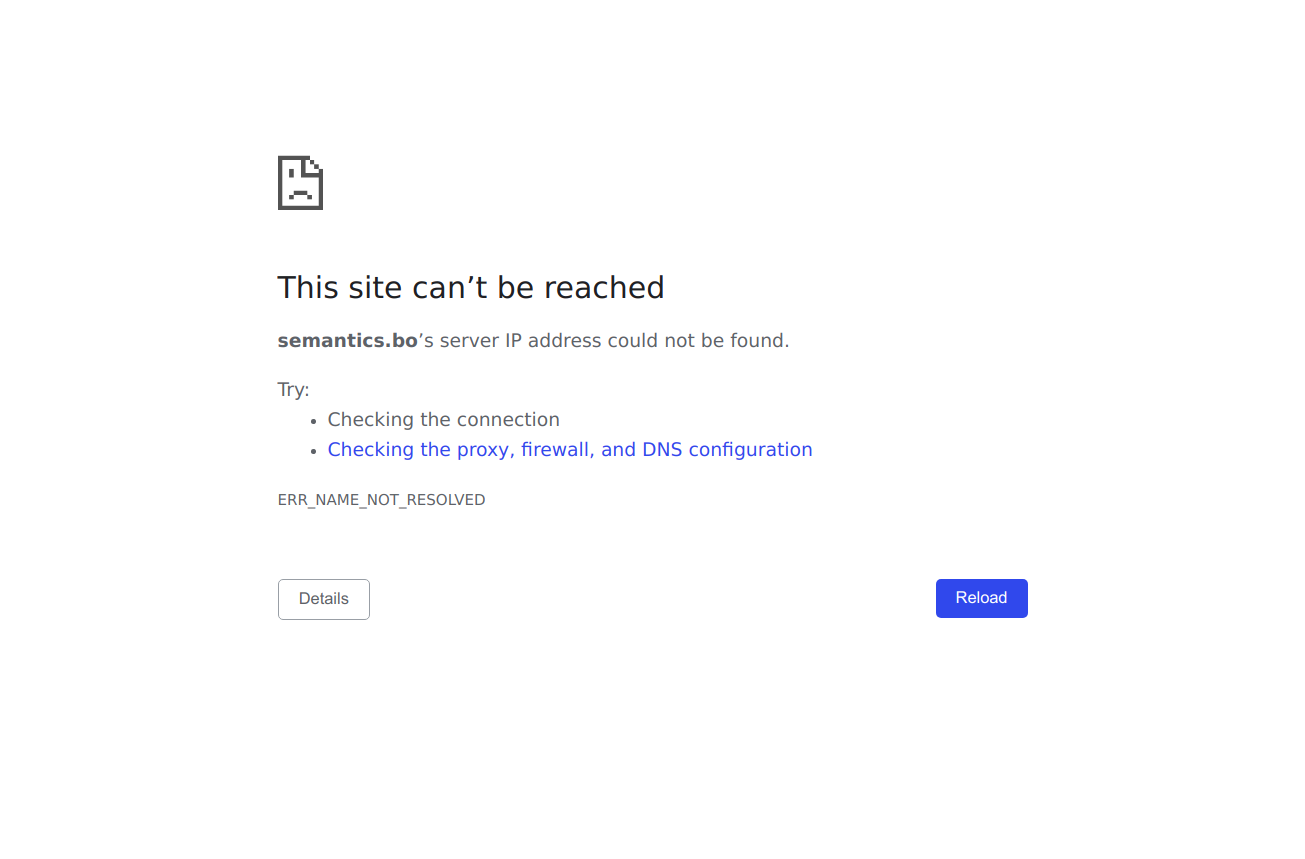 This site can’t be reached
semantics.bo’s server IP address could not be found.
Try:
• Checking the connection
• Checking the proxy, firewall, and DNS configuration
ERR_NAME_NOT_RESOLVED
Details
Reload